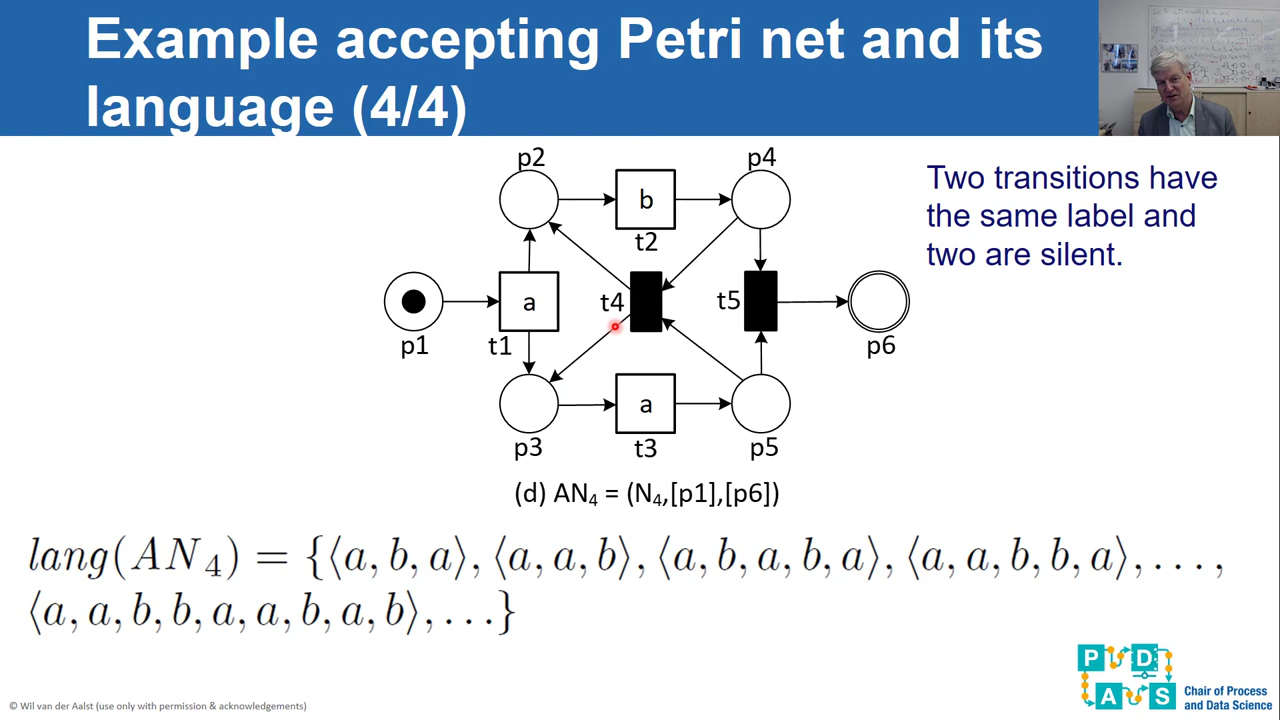 Example accepting Petri net and its
language (4/4)
p2
p4
Two transitions have
the same label and
two are silent.
b
t2
a
t4
t5
p1
t1
p6
a
p3
t3
p5
(d) AN₄ = (N₄,[p1],[p6])
lang(AN₄) = {⟨a, b, a⟩, ⟨a, a, b⟩, ⟨a, b, a, b, a⟩, ⟨a, a, b, b, a⟩, . . . ,
⟨a, a, b, b, a, a, b, a, b⟩, . . .}
P D
A S
Chair of Process
and Data Science
© Wil van der Aalst (use only with permission & acknowledgements)